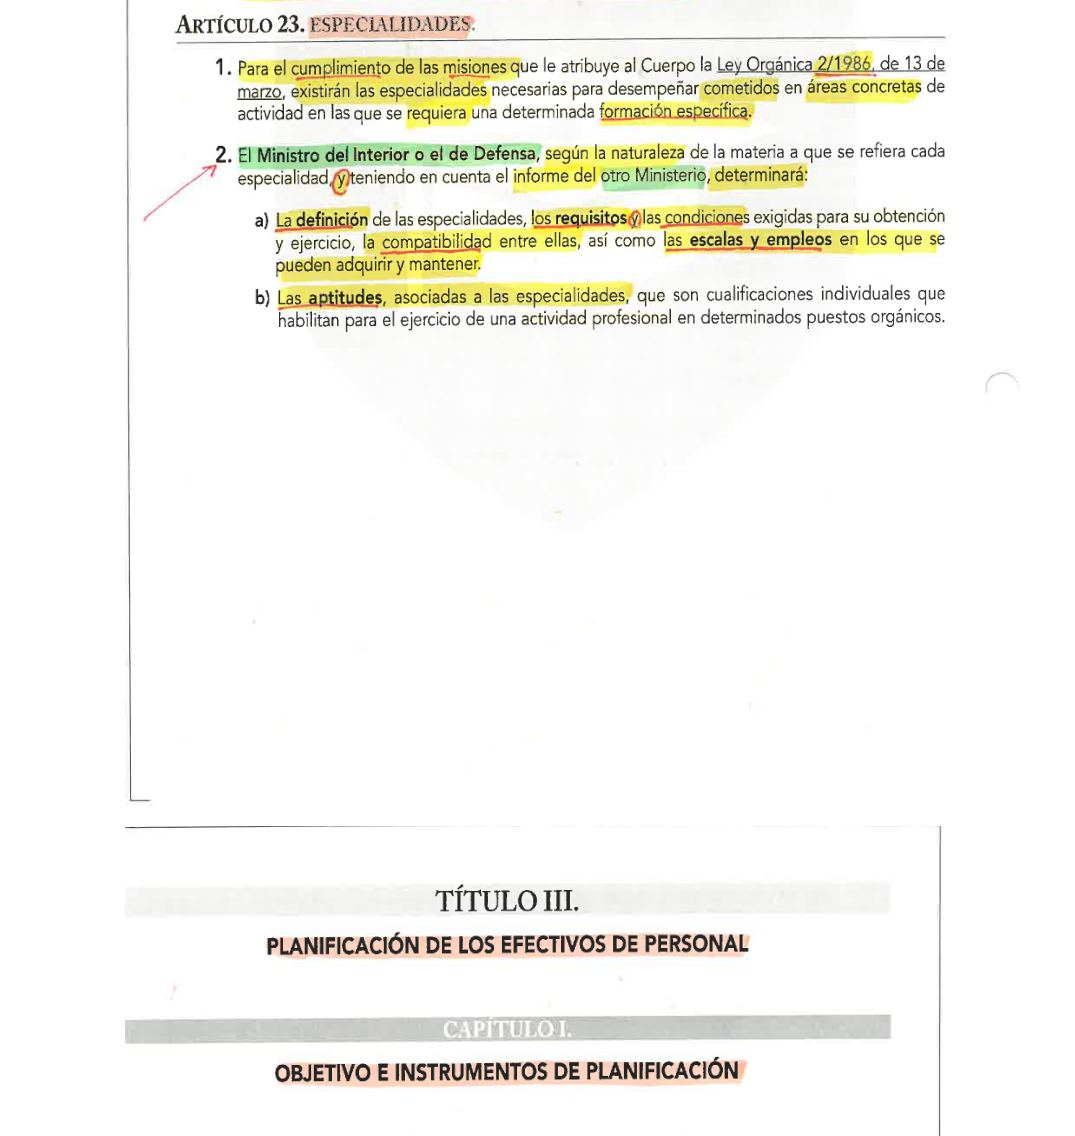 ARTÍCULO 23. ESPECIALIDADES.
1. Para el cumplimiento de las misiones que le atribuye al Cuerpo la Ley Orgánica 2/1986, de 13 de
marzo, existirán las especialidades necesarias para desempeñar cometidos en áreas concretas de
actividad en las que se requiera una determinada formación específica.
2. El Ministro del Interior o el de Defensa, según la naturaleza de la materia a que se refiera cada
especialidad, y teniendo en cuenta el informe del otro Ministerio, determinará:
a) La definición de las especialidades, los requisitos y las condiciones exigidas para su obtención
y ejercicio, la compatibilidad entre ellas, así como las escalas y empleos en los que se
pueden adquirir y mantener.
b) Las aptitudes, asociadas a las especialidades, que son cualificaciones individuales que
habilitan para el ejercicio de una actividad profesional en determinados puestos orgánicos.
TÍTULO III.
PLANIFICACIÓN DE LOS EFECTIVOS DE PERSONAL
CAPÍTULO I.
OBJETIVO E INSTRUMENTOS DE PLANIFICACIÓN